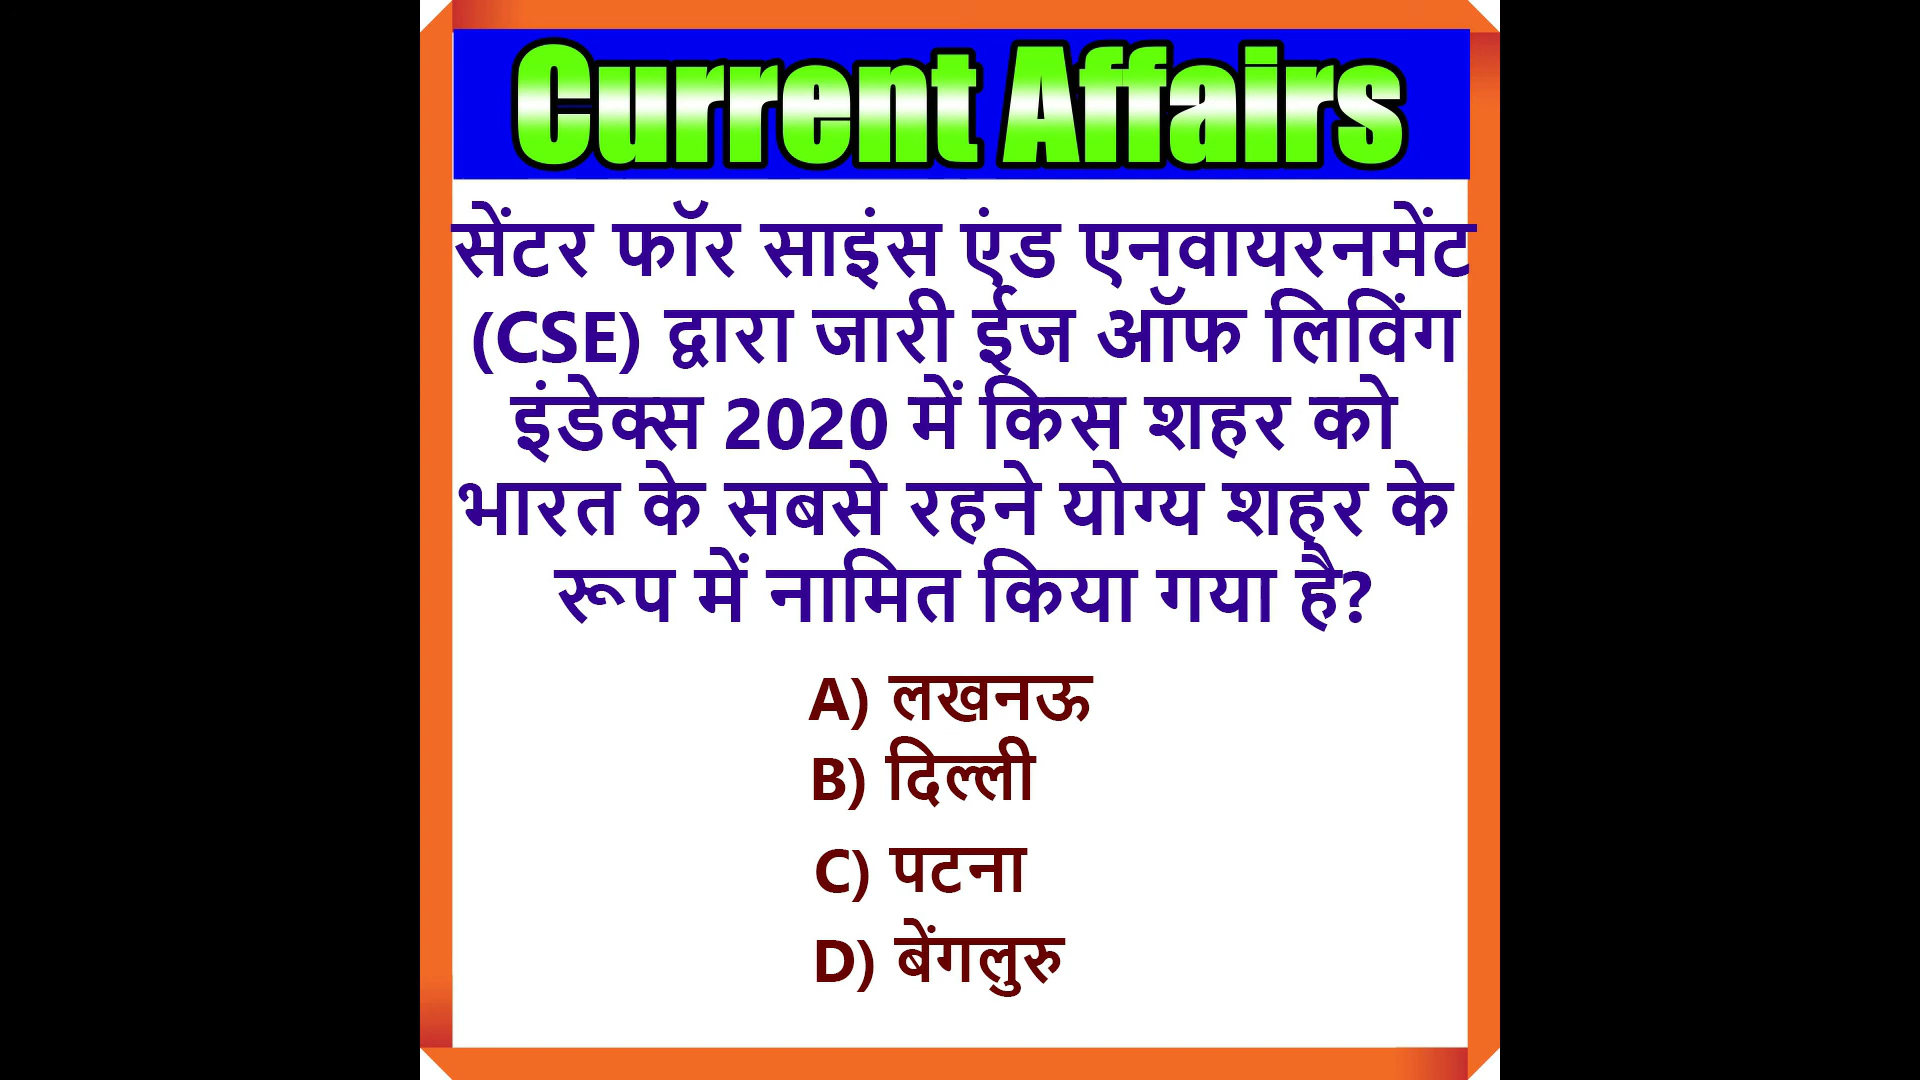 Current Affairs
सेंटर फॉर साइंस एंड एनवायरनमेंट
(CSE) द्वारा जारी ईज ऑफ लिविंग
इंडेक्स 2020 में किस शहर को
भारत के सबसे रहने योग्य शहर के
रूप में नामित किया गया है?
A) लखनऊ
B) दिल्ली
C) पटना
D) बेंगलुरु